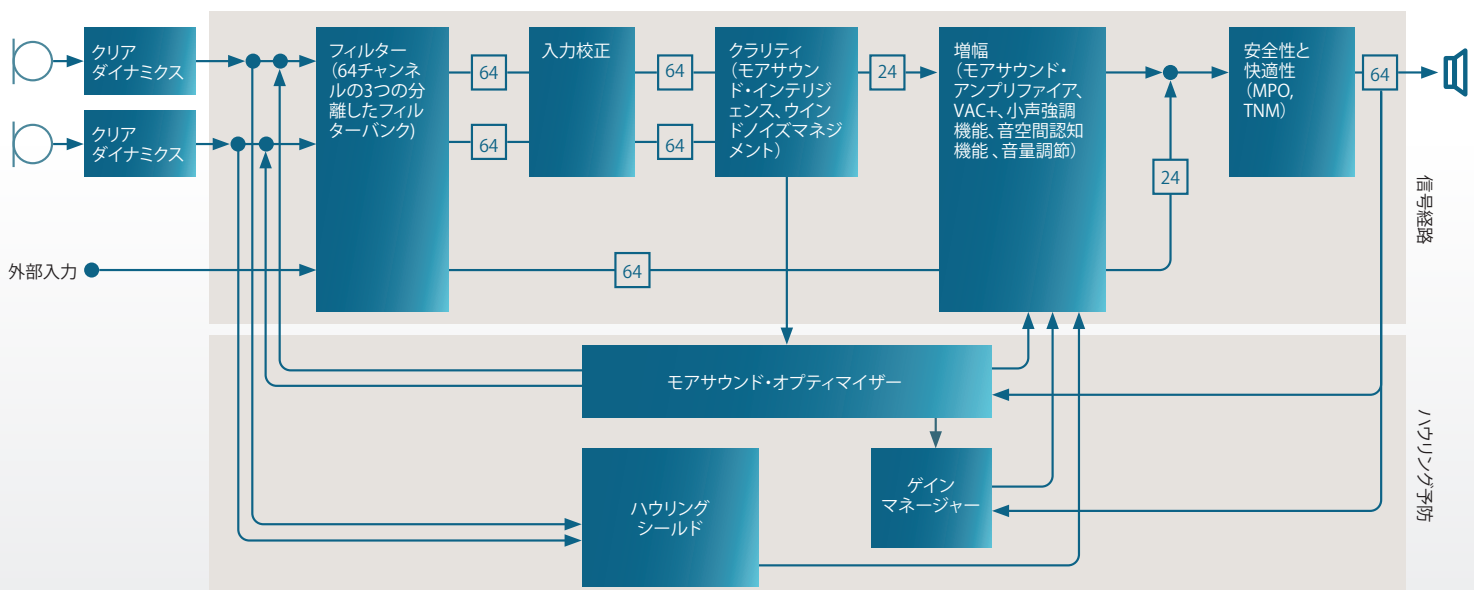 クリア
ダイナミクス
フィルター
（64チャンネ
ルの3つの分
離したフィル
ターバンク)
64
入力校正
64
クラリティ
（モアサウン
ド・インテリジ
ェンス、ウイン
ドノイズマネジ
メント）
24
増幅
（モアサウンド・
アンプリファイア、
VAC+、小声強調
機能、音空間認知
機能 、音量調節）
安全性と
快適性
（MPO,
TNM）
64
クリア
ダイナミクス
64
64
24
外部入力
64
信号経路
モアサウンド・オプティマイザー
ハウリング
シールド
ゲイン
マネージャー
ハウリング予防